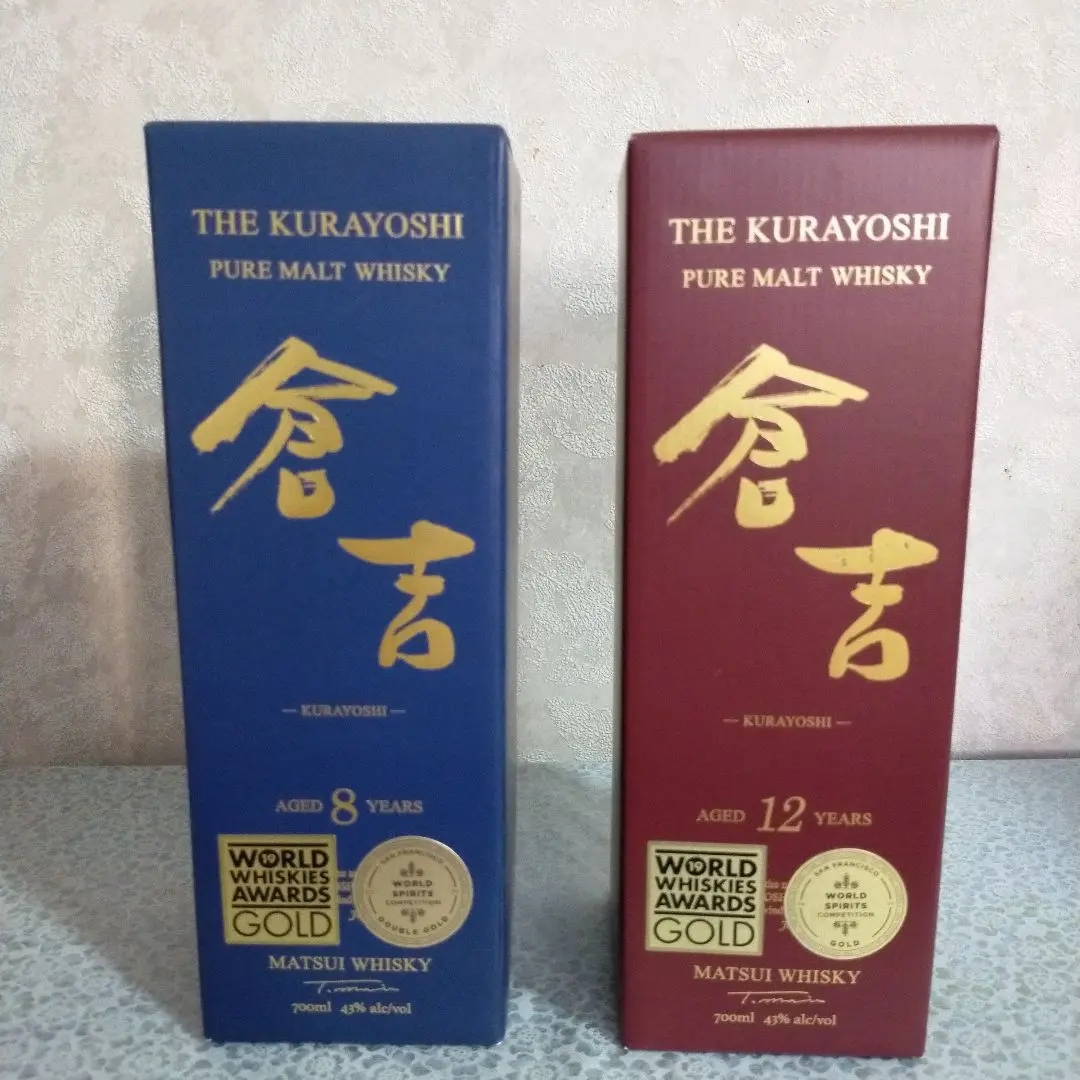 THE KURAYOSHI
PURE MALT WHISKY
倉
吉
— KURAYOSHI —
AGED 8 YEARS
WORLD
WHISKIES
AWARDS
GOLD
SAN FRANCISCO
WORLD
SPIRITS
COMPETITION
DOUBLE GOLD
MATSUI WHISKY
700ml 43% alc/vol
THE KURAYOSHI
PURE MALT WHISKY
倉
吉
— KURAYOSHI —
AGED 12 YEARS
WORLD
WHISKIES
AWARDS
GOLD
SAN FRANCISCO
WORLD
SPIRITS
COMPETITION
GOLD
MATSUI WHISKY
700ml 43% alc/vol